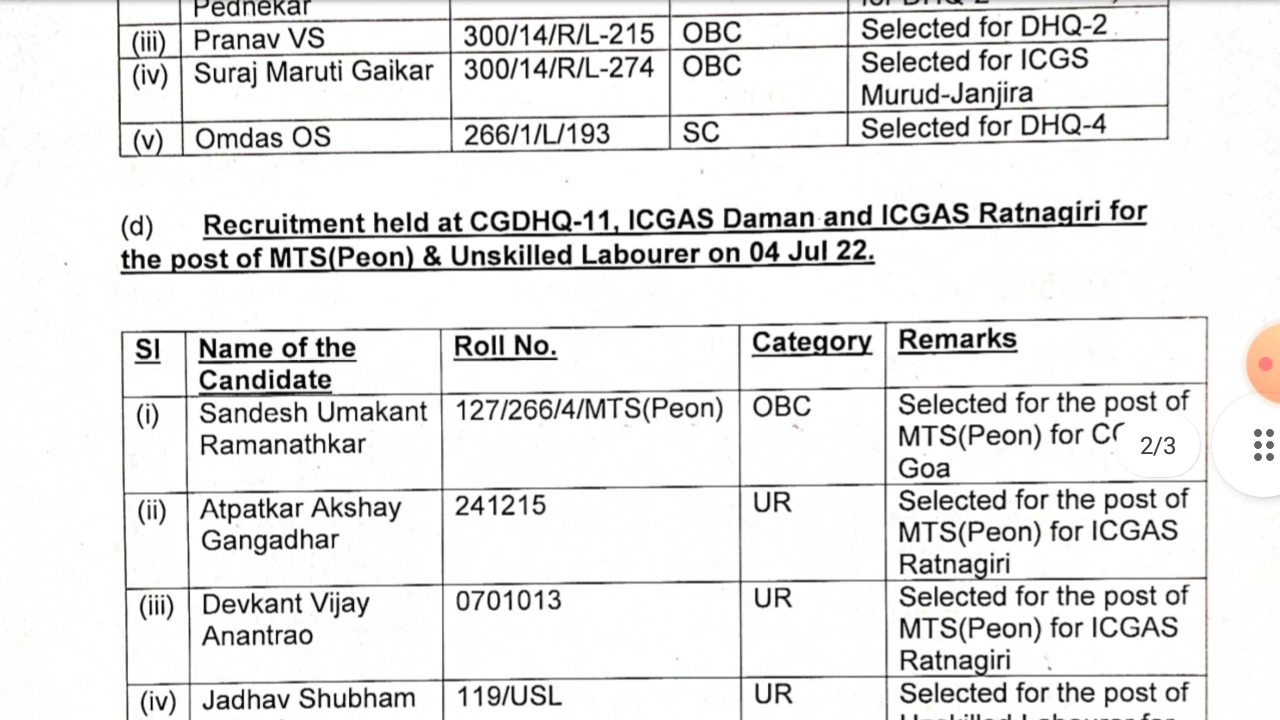 Pednekar
(iii) Pranav VS 300/14/R/L-215 OBC Selected for DHQ-2
(iv) Suraj Maruti Gaikar 300/14/R/L-274 OBC Selected for ICGS
Murud-Janjira
(v) Omdas OS 266/1/L/193 SC Selected for DHQ-4
(d) Recruitment held at CGDHQ-11, ICGAS Daman and ICGAS Ratnagiri for
the post of MTS(Peon) & Unskilled Labourer on 04 Jul 22.
Sl Name of the Roll No. Category Remarks
Candidate
(i) Sandesh Umakant 127/266/4/MTS(Peon) OBC Selected for the post of
Ramanathkar MTS(Peon) for
2/3
Goa
(ii) Atpatkar Akshay 241215 UR Selected for the post of
Gangadhar MTS(Peon) for ICGAS
Ratnagiri
(iii) Devkant Vijay 0701013 UR Selected for the post of
Anantrao MTS(Peon) for ICGAS
Ratnagiri
(iv) Jadhav Shubham 119/USL UR Selected for the post of